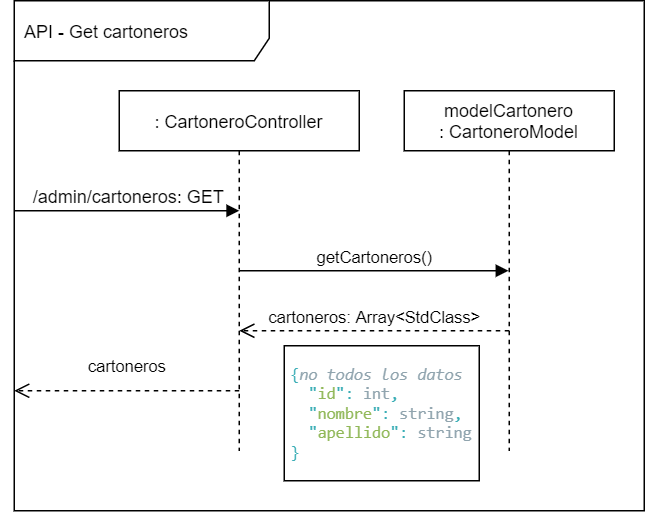 API - Get cartoneros
: CartoneroController
modelCartonero
: CartoneroModel
/admin/cartoneros: GET
getCartoneros()
cartoneros: Array<StdClass>
cartoneros
{no todos los datos
"id": int,
"nombre": string,
"apellido": string
}